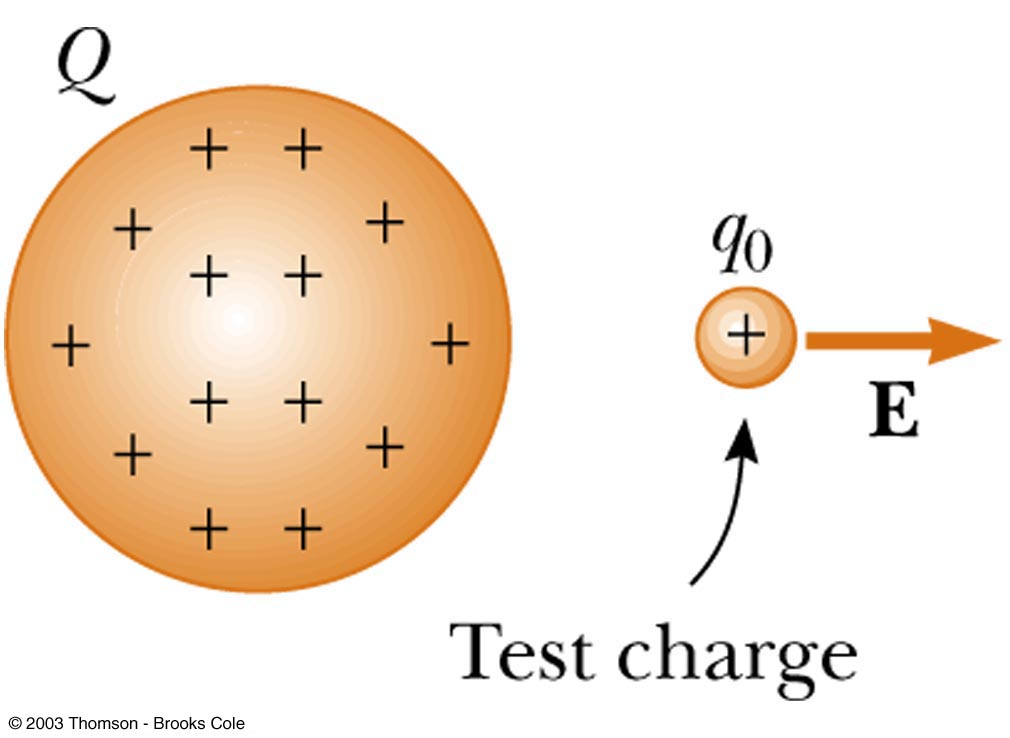 Q
+ +
+ +
+ +
+ +
+ +
+ +
+ +
q0
+
E
Test charge
© 2003 Thomson - Brooks Cole